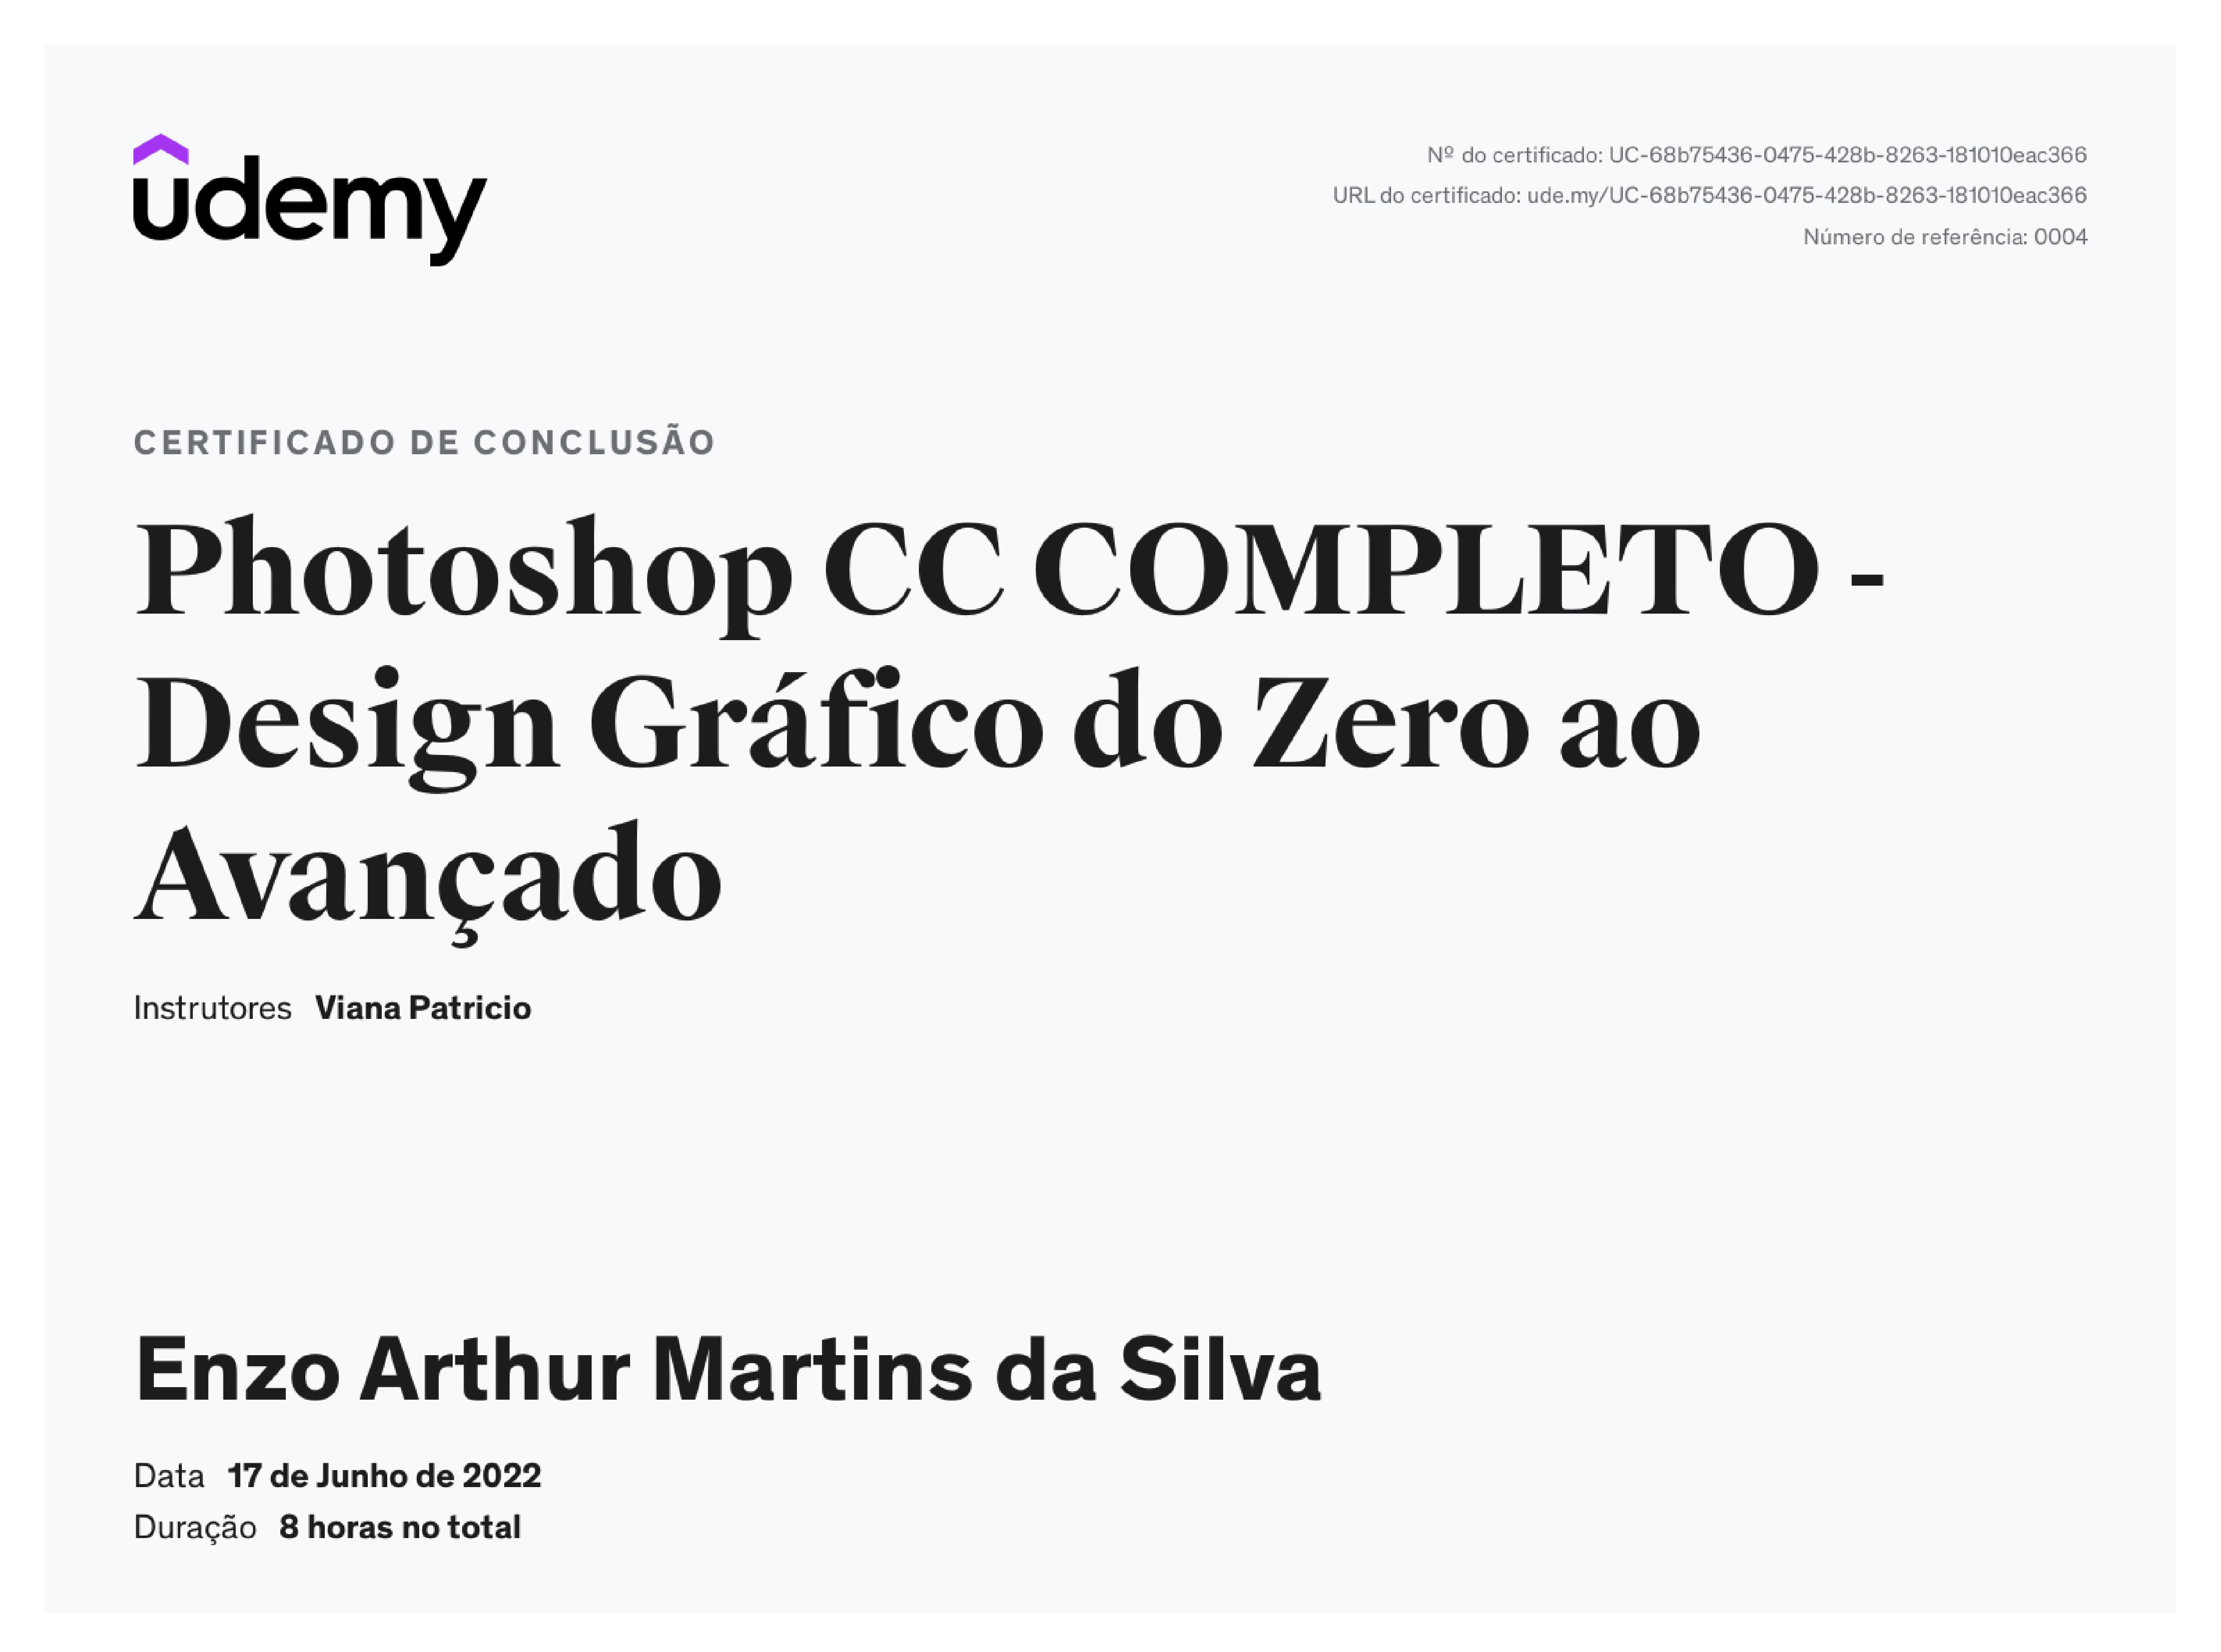 udemy
Nº do certificado: UC-68b75436-0475-428b-8263-181010eac366
URL do certificado: ude.my/UC-68b75436-0475-428b-8263-181010eac366
Número de referência: 0004
CERTIFICADO DE CONCLUSÃO
Photoshop CC COMPLETO -
Design Gráfico do Zero ao
Avançado
Instrutores Viana Patricio
Enzo Arthur Martins da Silva
Data 17 de Junho de 2022
Duração 8 horas no total